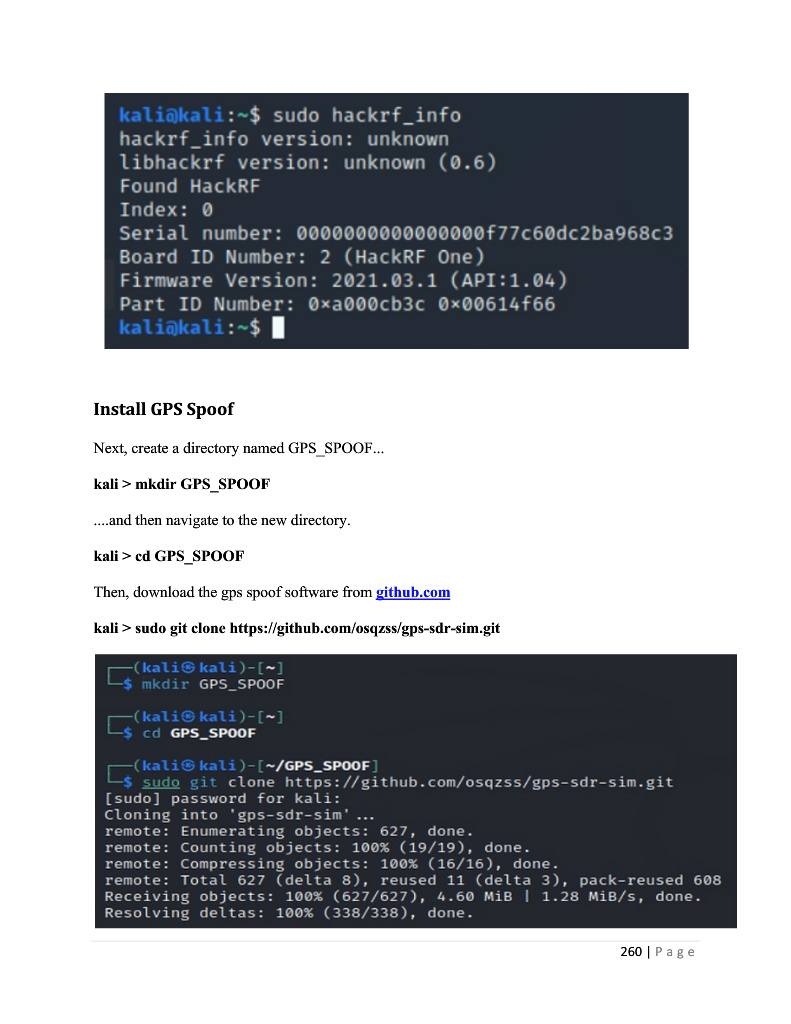 kali@kali:~$ sudo hackrf_info
hackrf_info version: unknown
libhackrf version: unknown (0.6)
Found HackRF
Index: 0
Serial number: 0000000000000000f77c60dc2ba968c3
Board ID Number: 2 (HackRF One)
Firmware Version: 2021.03.1 (API:1.04)
Part ID Number: 0×a000cb3c 0×00614f66
kali@kali:~$
Install GPS Spoof
Next, create a directory named GPS_SPOOF...
kali > mkdir GPS_SPOOF
....and then navigate to the new directory.
kali > cd GPS_SPOOF
Then, download the gps spoof software from github.com
kali > sudo git clone https://github.com/osqzss/gps-sdr-sim.git
┌──(kali㉿kali)-[~]
└─$ mkdir GPS_SPOOF
┌──(kali㉿kali)-[~]
└─$ cd GPS_SPOOF
┌──(kali㉿kali)-[~/GPS_SPOOF]
└─$ sudo git clone https://github.com/osqzss/gps-sdr-sim.git
[sudo] password for kali:
Cloning into 'gps-sdr-sim'...
remote: Enumerating objects: 627, done.
remote: Counting objects: 100% (19/19), done.
remote: Compressing objects: 100% (16/16), done.
remote: Total 627 (delta 8), reused 11 (delta 3), pack-reused 608
Receiving objects: 100% (627/627), 4.60 MiB | 1.28 MiB/s, done.
Resolving deltas: 100% (338/338), done.
260 | Page